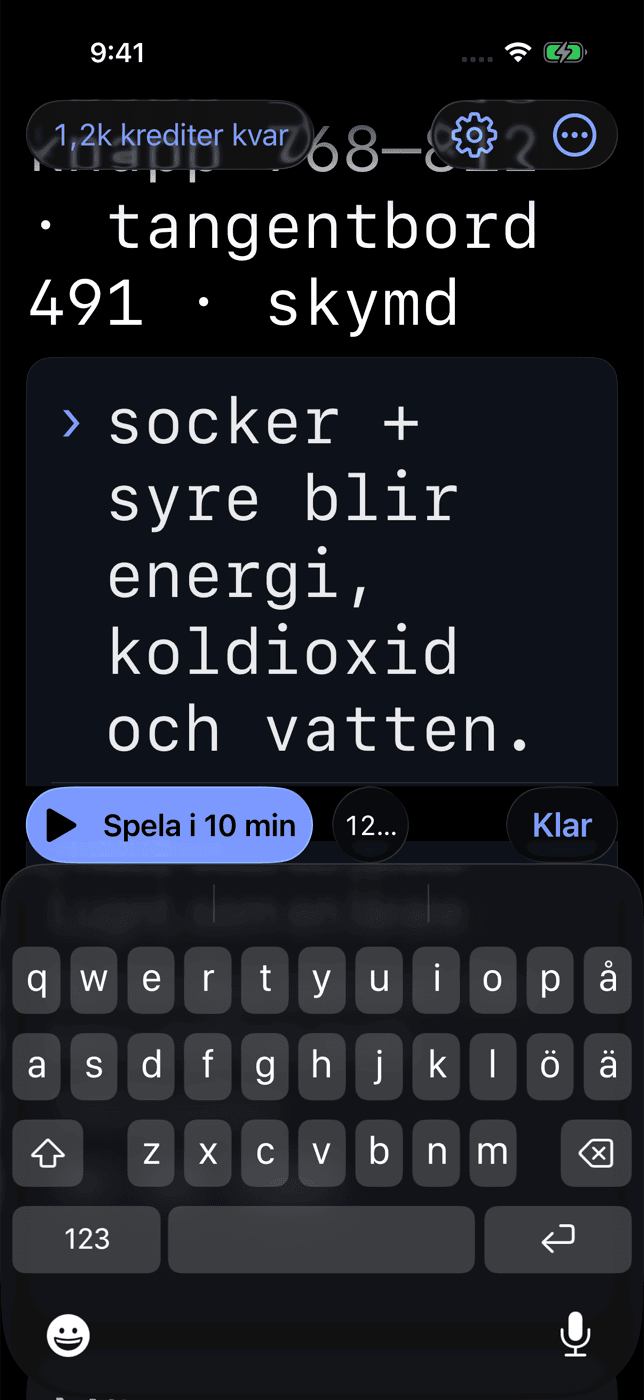 9:41
1,2k krediter kvar
· tangentbord
491 · skymd
› socker +
syre blir
energi,
koldioxid
och vatten.
Spela i 10 min
12...
Klar
q w e r t y u i o p å
a s d f g h j k l ö ä
z x c v b n m
123